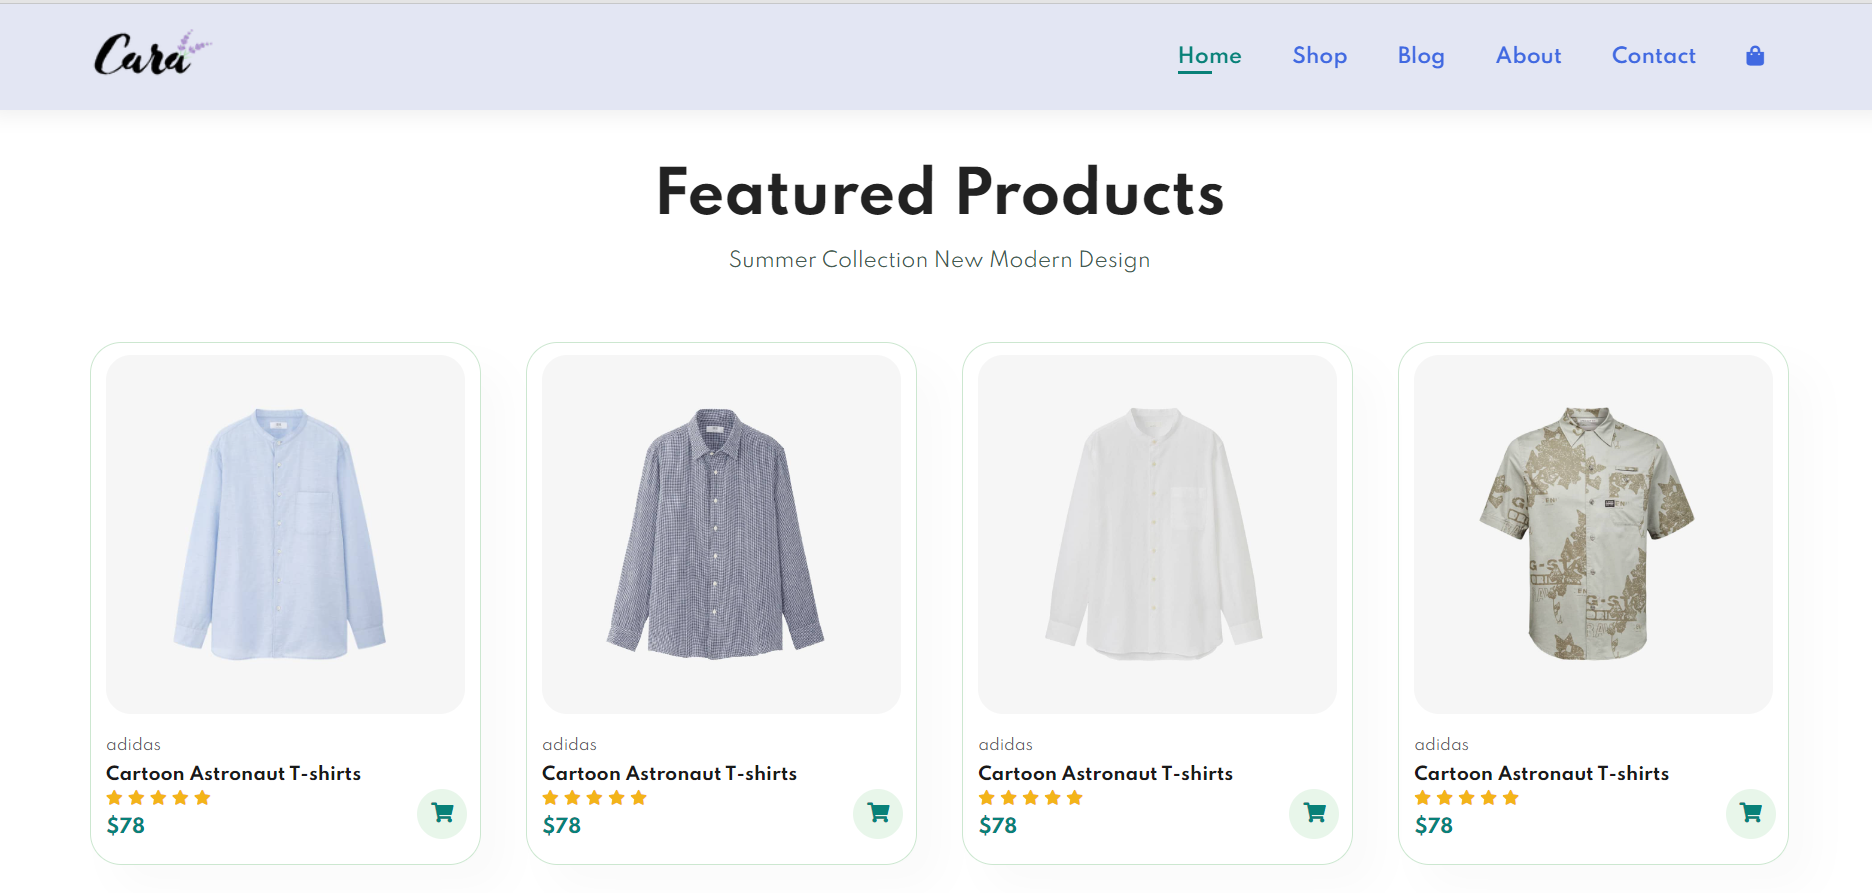 Cara
Home Shop Blog About Contact
Featured Products
Summer Collection New Modern Design
adidas
Cartoon Astronaut T-shirts
$78
adidas
Cartoon Astronaut T-shirts
$78
adidas
Cartoon Astronaut T-shirts
$78
adidas
Cartoon Astronaut T-shirts
$78